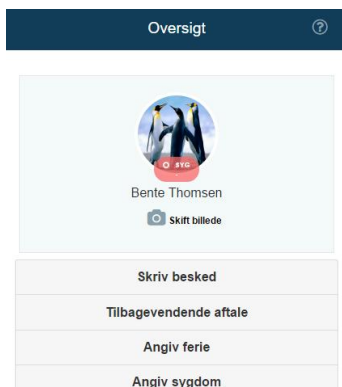 Oversigt
SYG
Bente Thomsen
Skift billede
Skriv besked
Tilbagevendende aftale
Angiv ferie
Angiv sygdom